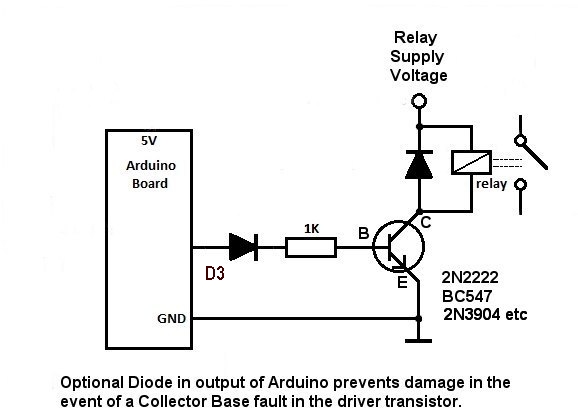 Relay
Supply
Voltage
5V
Arduino
Board
relay
1K
B
C
D3
E
2N2222
BC547
2N3904 etc
GND
Optional Diode in output of Arduino prevents damage in the
event of a Collector Base fault in the driver transistor.